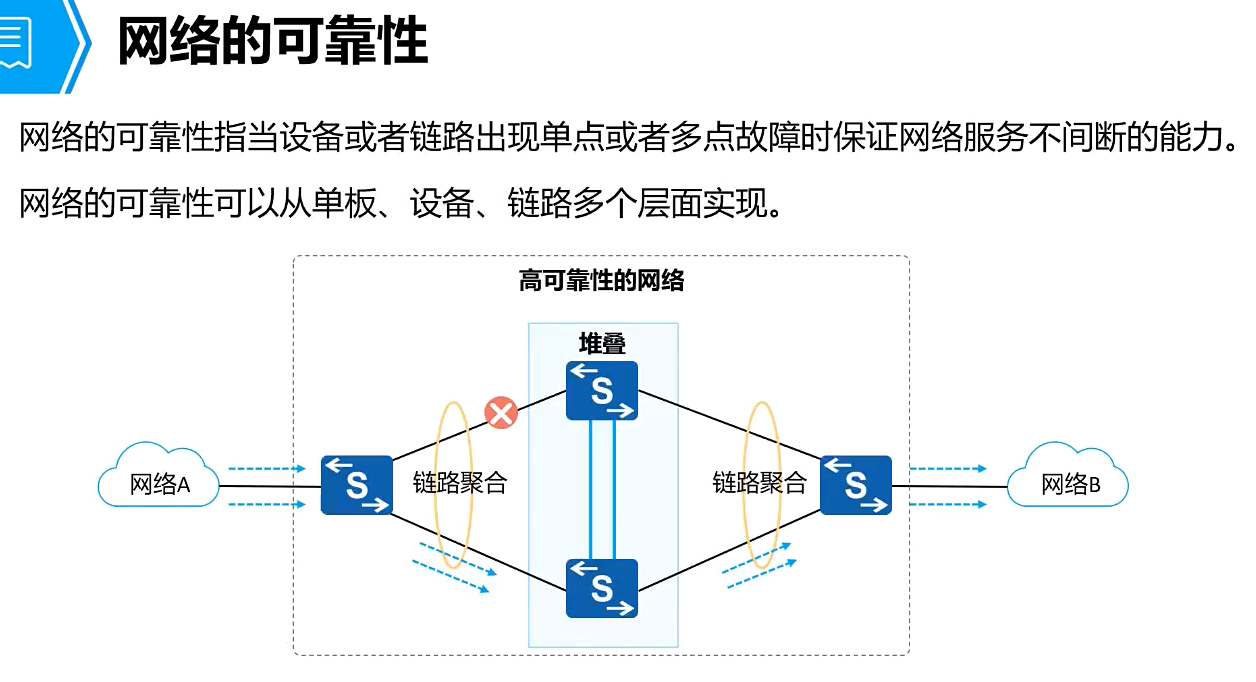 网络的可靠性
网络的可靠性指当设备或者链路出现单点或者多点故障时保证网络服务不间断的能力。
网络的可靠性可以从单板、设备、链路多个层面实现。
高可靠性的网络
堆叠
S
网络A
S
链路聚合
链路聚合
S
网络B
S